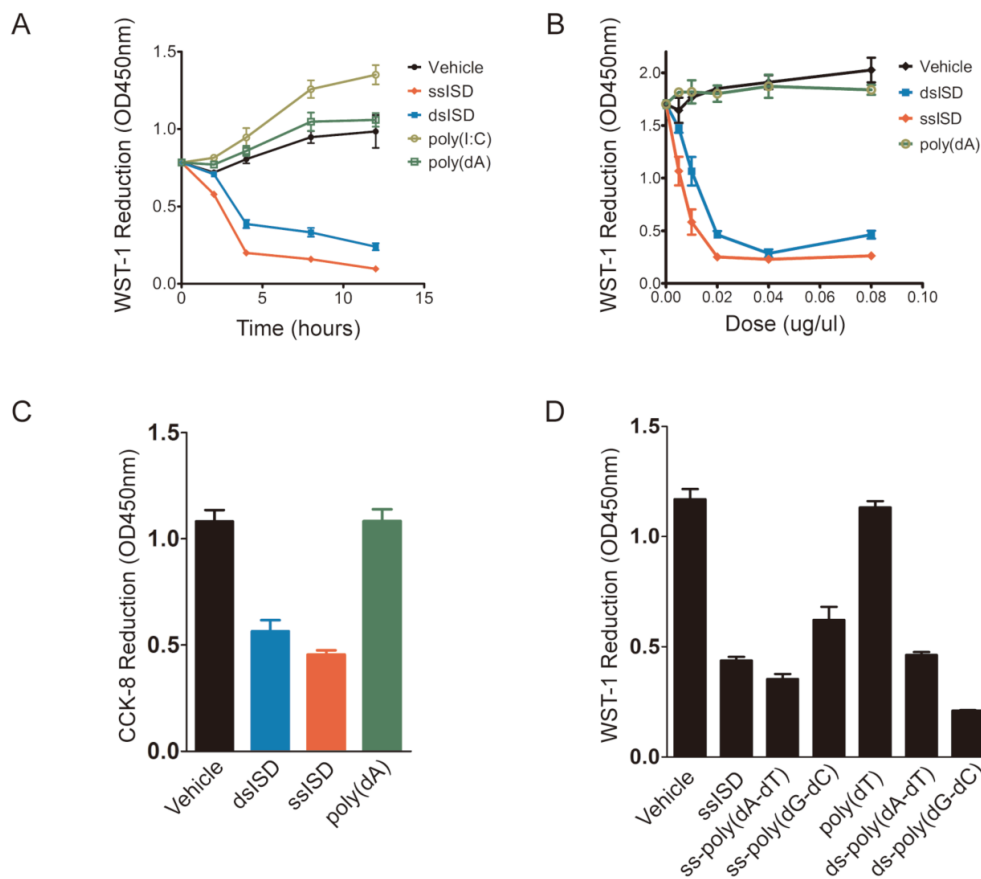 A
WST-1 Reduction (OD450nm)
1.5
1.0
0.5
0.0
0
5
10
15
Time (hours)
Vehicle
ssISD
dsISD
poly(I:C)
poly(dA)
B
WST-1 Reduction (OD450nm)
2.0
1.5
1.0
0.5
0.0
0.00
0.02
0.04
0.06
0.08
0.10
Dose (ug/ul)
Vehicle
dsISD
ssISD
poly(dA)
C
CCK-8 Reduction (OD450nm)
1.5
1.0
0.5
0.0
Vehicle
dsISD
ssISD
poly(dA)
D
WST-1 Reduction (OD450nm)
1.5
1.0
0.5
0.0
Vehicle
ssISD
ss-poly(dA-dT)
ss-poly(dG-dC)
poly(dT)
ds-poly(dA-dT)
ds-poly(dG-dC)